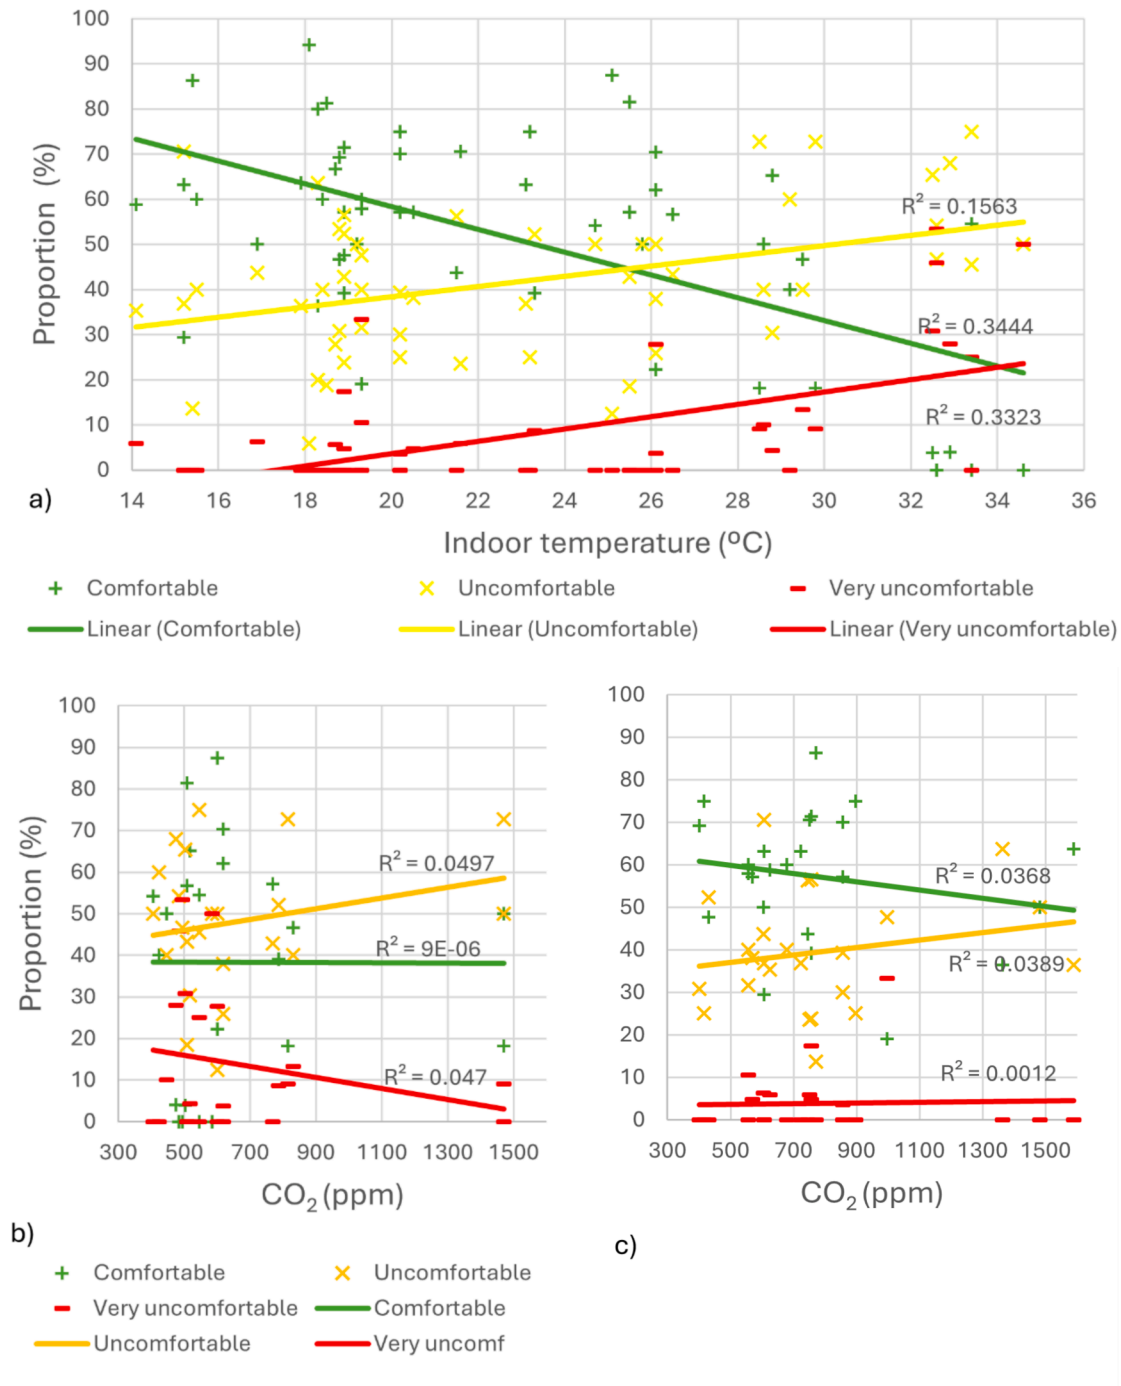 100
90
80
70
60
50
40
30
20
10
0
Proportion (%)
R² = 0.1563
R² = 0.3444
R² = 0.3323
14 16 18 20 22 24 26 28 30 32 34 36
a)
Indoor temperature (ºC)
Comfortable Uncomfortable Very uncomfortable
Linear (Comfortable) Linear (Uncomfortable) Linear (Very uncomfortable)
100
90
80
70
60
50
40
30
20
10
0
Proportion (%)
R² = 0.0497
R² = 9E-06
R² = 0.047
300 500 700 900 1100 1300 1500
CO₂ (ppm)
b)
100
90
80
70
60
50
40
30
20
10
0
R² = 0.0368
R² = 0.0389
R² = 0.0012
300 500 700 900 1100 1300 1500
CO₂ (ppm)
c)
Comfortable Uncomfortable
Very uncomfortable Comfortable
Uncomfortable Very uncomf